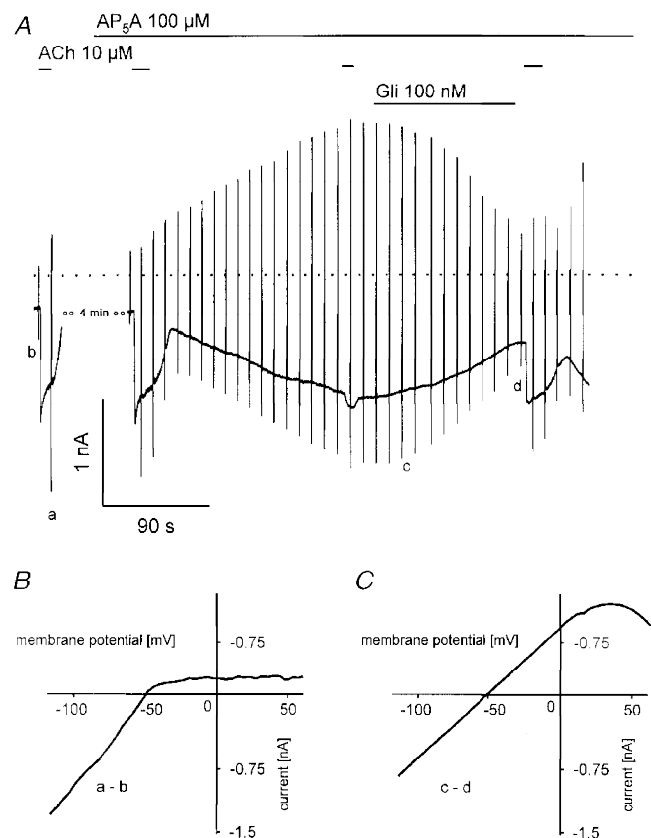 A
AP5A 100 µM
ACh 10 µM
Gli 100 nM
4 min
b
d
c
1 nA
a
90 s
B
C
membrane potential [mV]
-0.75
-100
-50
0
50
-0.75
a - b
current [nA]
-1.5
membrane potential [mV]
-0.75
-100
-50
0
50
-0.75
c - d
current [nA]
-1.5